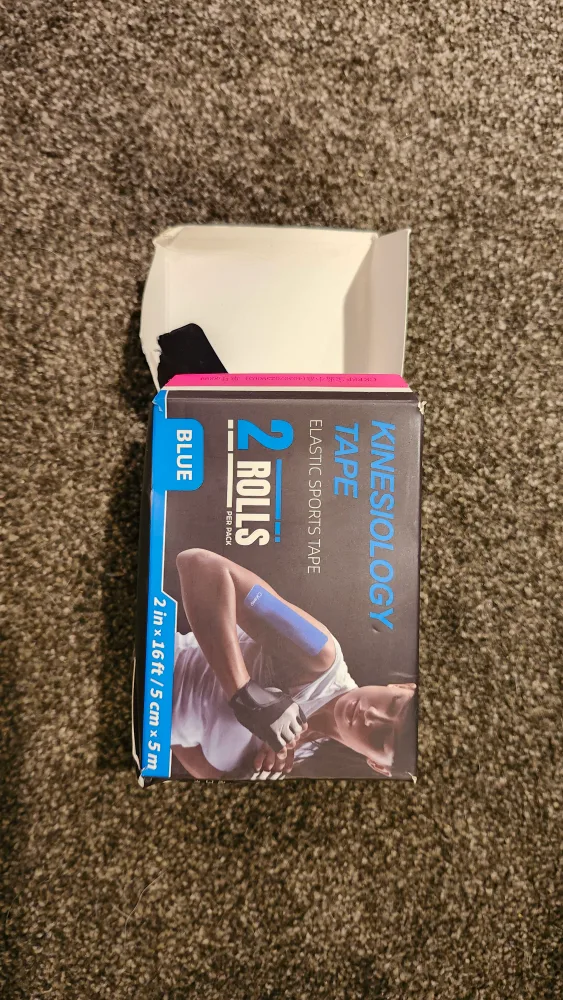 KINESIOLOGY
TAPE
ELASTIC SPORTS TAPE
2 ROLLS
PER PACK
BLUE
2 in x 16 ft / 5 cm x 5 m